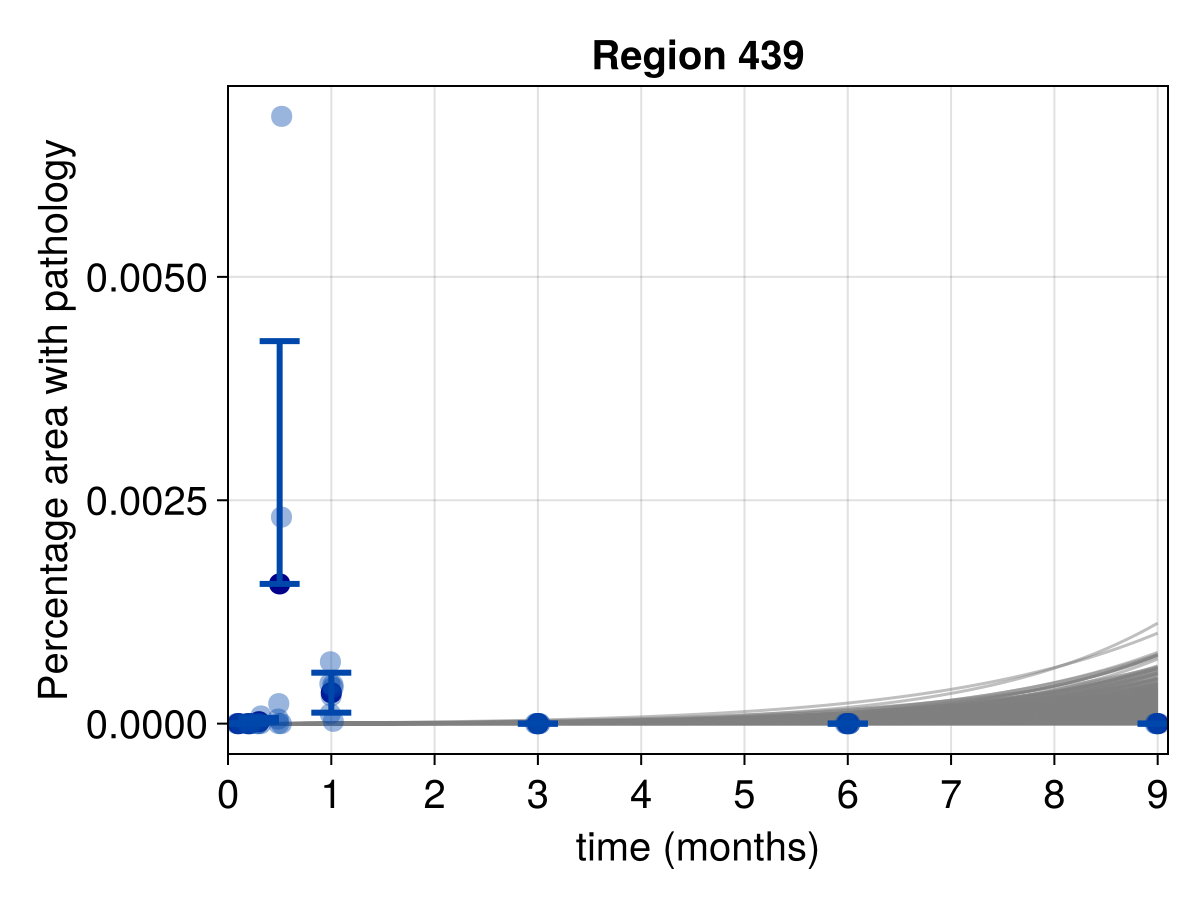 Region 439
Percentage area with pathology
0.0050
0.0025
0.0000
0 1 2 3 4 5 6 7 8 9
time (months)